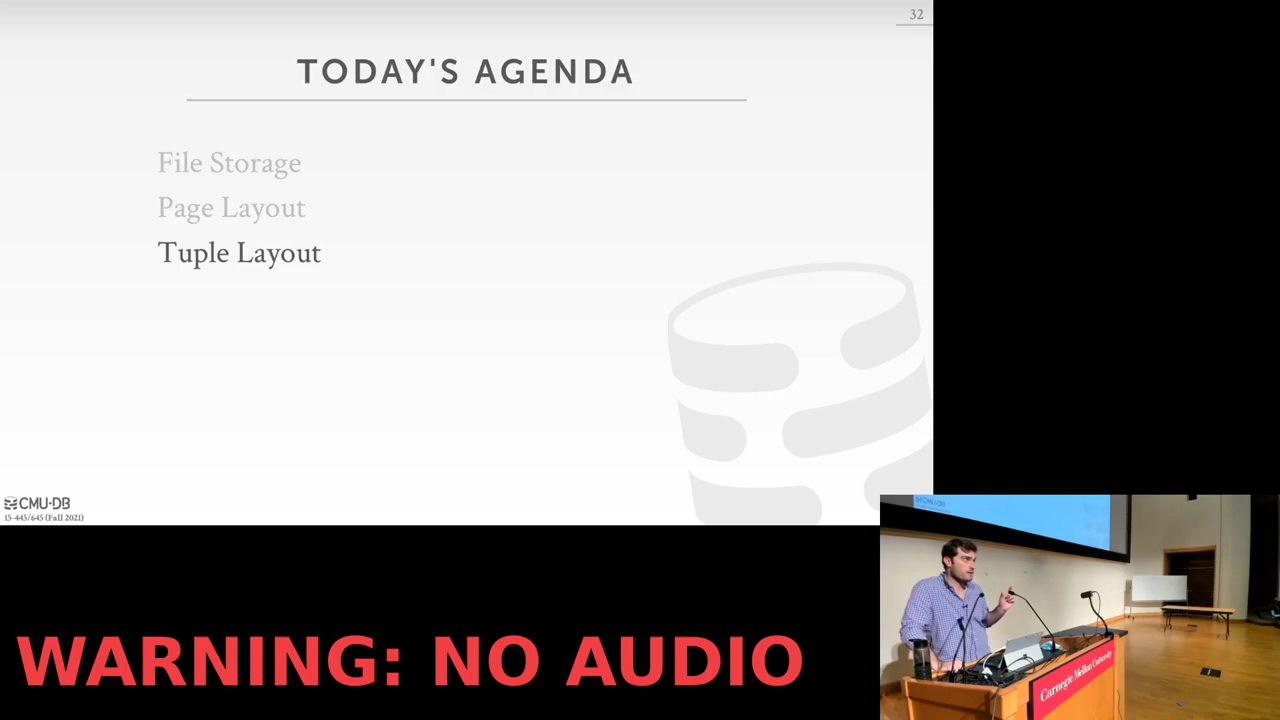 32
TODAY'S AGENDA
File Storage
Page Layout
Tuple Layout
CMU·DB
15-445/645 (Fall 2021)
WARNING: NO AUDIO
Carnegie Mellon University